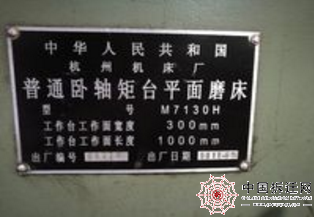 中华人民共和国
杭州机床厂
普通卧轴矩台平面磨床
型 号 M7130H
工作台工作面宽度 300mm
工作台工作面长度 1000mm
出厂编号 出厂日期
中国拆迁网